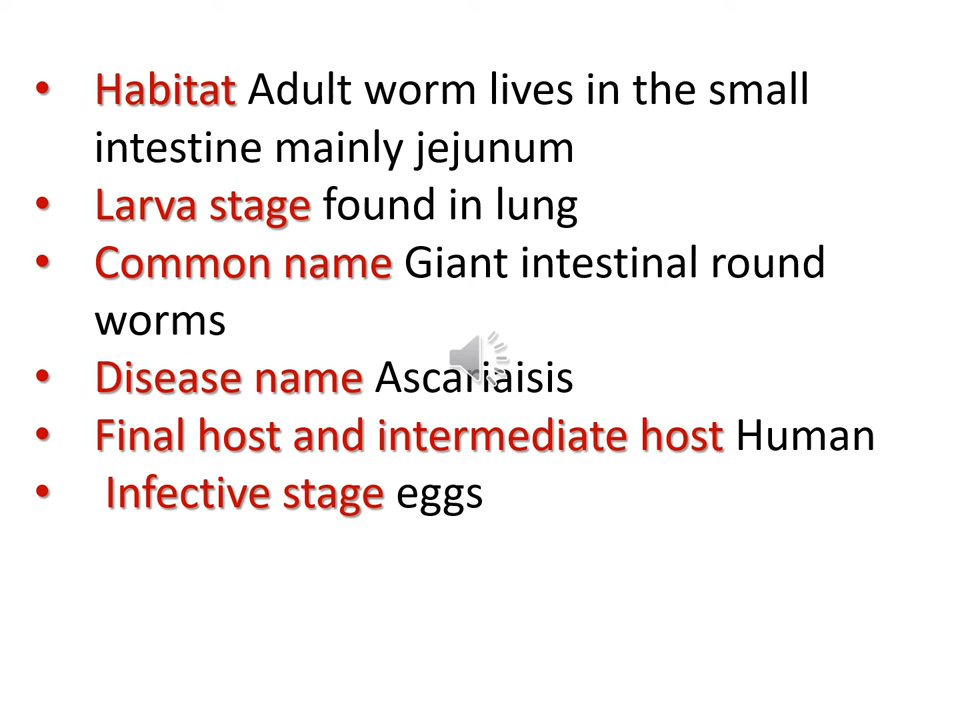 • Habitat Adult worm lives in the small
intestine mainly jejunum
• Larva stage found in lung
• Common name Giant intestinal round
worms
• Disease name Ascariaisis
• Final host and intermediate host Human
• Infective stage eggs